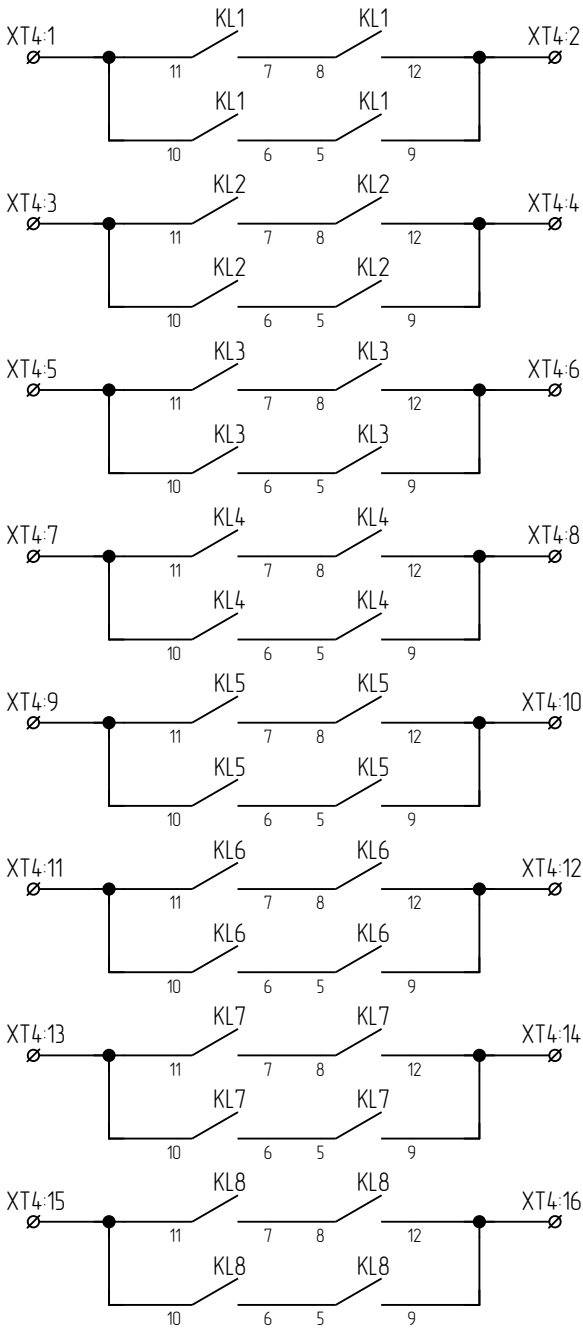 KL1 KL1
XT4:1 XT4:2
11 7 8 12
KL1 KL1
10 6 5 9
KL2 KL2
XT4:3 XT4:4
11 7 8 12
KL2 KL2
10 6 5 9
KL3 KL3
XT4:5 XT4:6
11 7 8 12
KL3 KL3
10 6 5 9
KL4 KL4
XT4:7 XT4:8
11 7 8 12
KL4 KL4
10 6 5 9
KL5 KL5
XT4:9 XT4:10
11 7 8 12
KL5 KL5
10 6 5 9
KL6 KL6
XT4:11 XT4:12
11 7 8 12
KL6 KL6
10 6 5 9
KL7 KL7
XT4:13 XT4:14
11 7 8 12
KL7 KL7
10 6 5 9
KL8 KL8
XT4:15 XT4:16
11 7 8 12
KL8 KL8
10 6 5 9